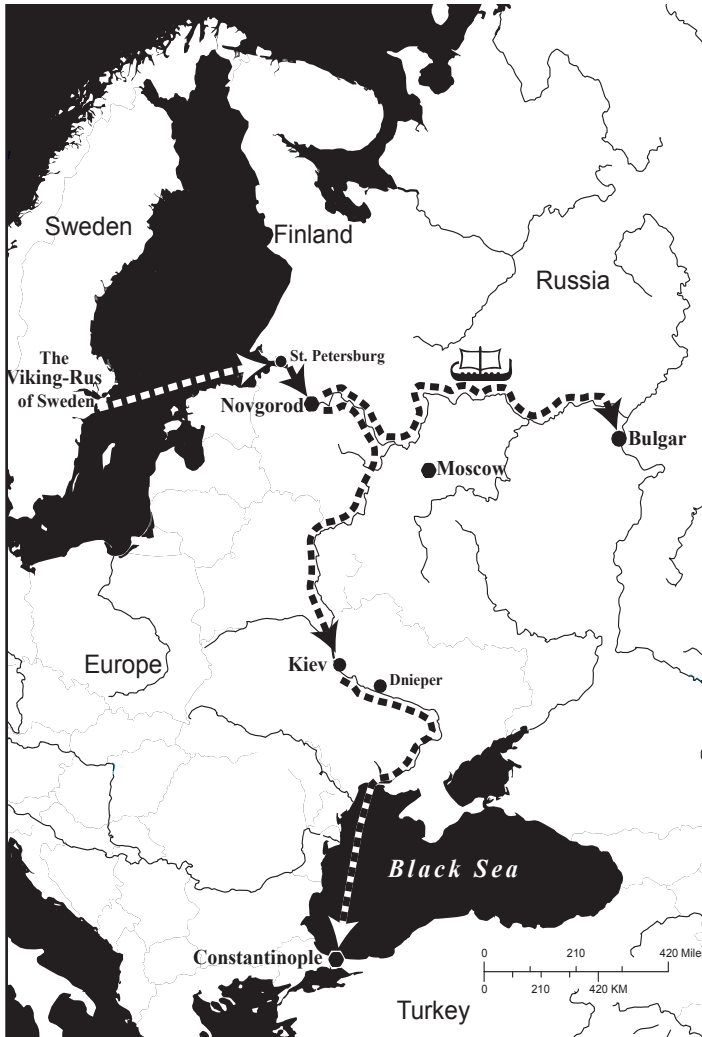 Sweden
Finland
Russia
The
Viking-Rus
of Sweden
St. Petersburg
Novgorod
Bulgar
Moscow
Europe
Kiev
Dnieper
Black Sea
Constantinople
0 210 420 Miles
0 210 420 KM
Turkey